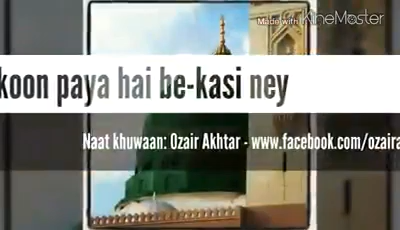 Made with KineMaster
koon paya hai be-kasi ney
Naat khuwaan: Ozair Akhtar - www.facebook.com/ozaira